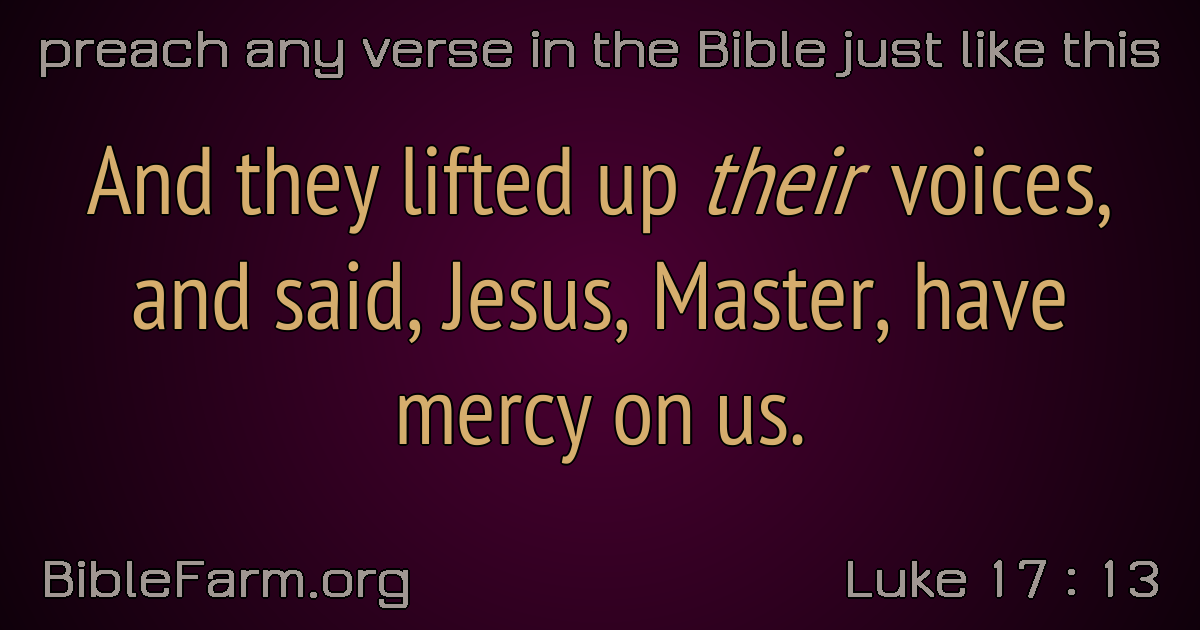 preach any verse in the Bible just like this
And they lifted up their voices,
and said, Jesus, Master, have
mercy on us.
BibleFarm.org
Luke 17 : 13